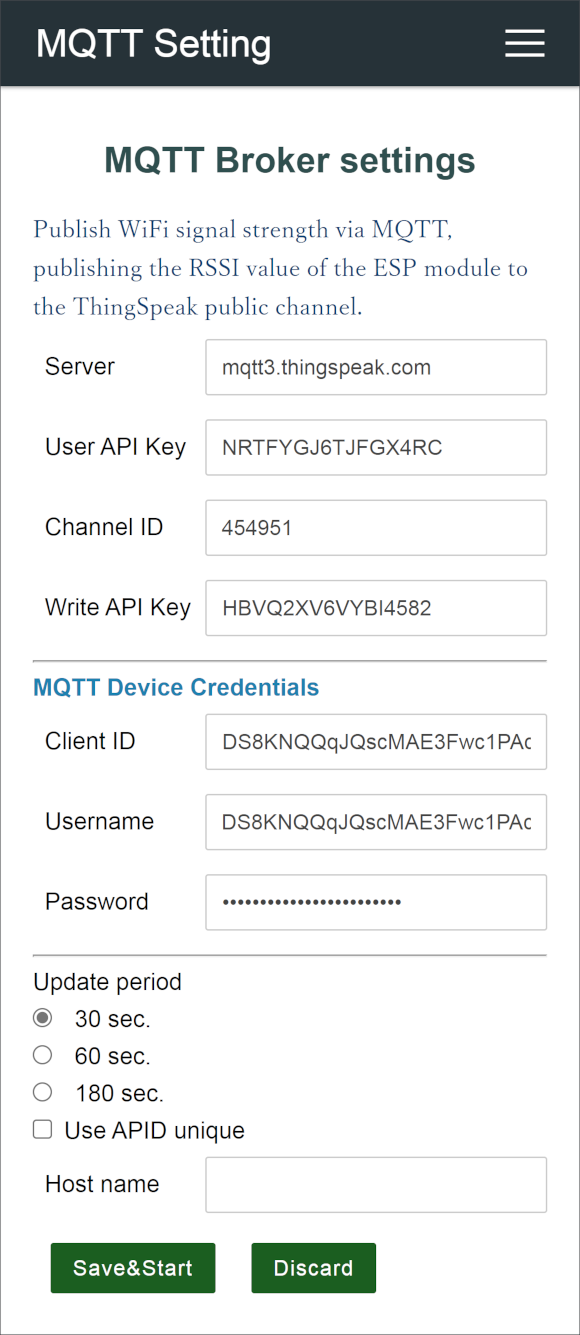 MQTT Setting
MQTT Broker settings
Publish WiFi signal strength via MQTT,
publishing the RSSI value of the ESP module to
the ThingSpeak public channel.
Server mqtt3.thingspeak.com
User API Key NRTFYGJ6TJFGX4RC
Channel ID 454951
Write API Key HBVQ2XV6VYBI4582
MQTT Device Credentials
Client ID DS8KNQQqJQscMAE3Fwc1PAc
Username DS8KNQQqJQscMAE3Fwc1PAc
Password ••••••••••••••••••••••••
Update period
30 sec.
60 sec.
180 sec.
Use APID unique
Host name
Save&Start Discard